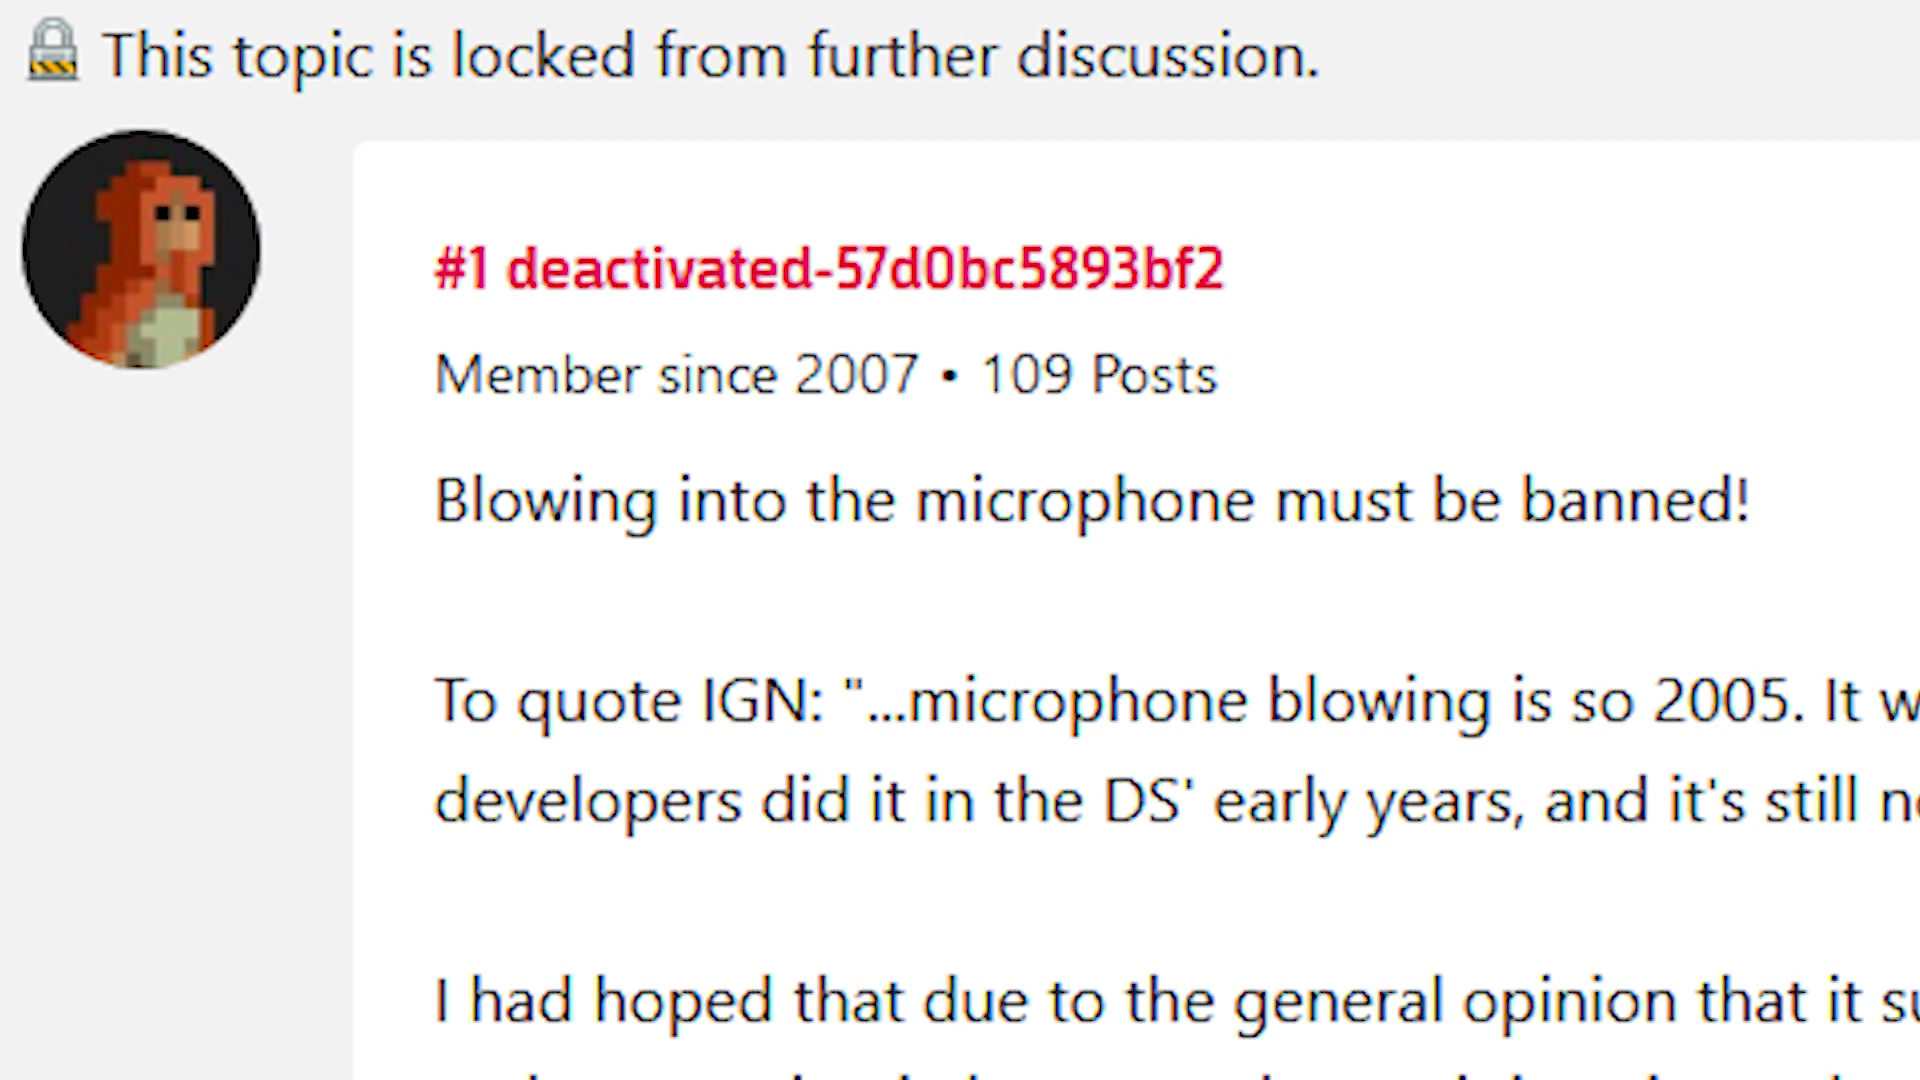 This topic is locked from further discussion.
#1 deactivated-57d0bc5893bf2
Member since 2007 • 109 Posts
Blowing into the microphone must be banned!
To quote IGN: "...microphone blowing is so 2005. It
developers did it in the DS' early years, and it's still
I had hoped that due to the general opinion that it